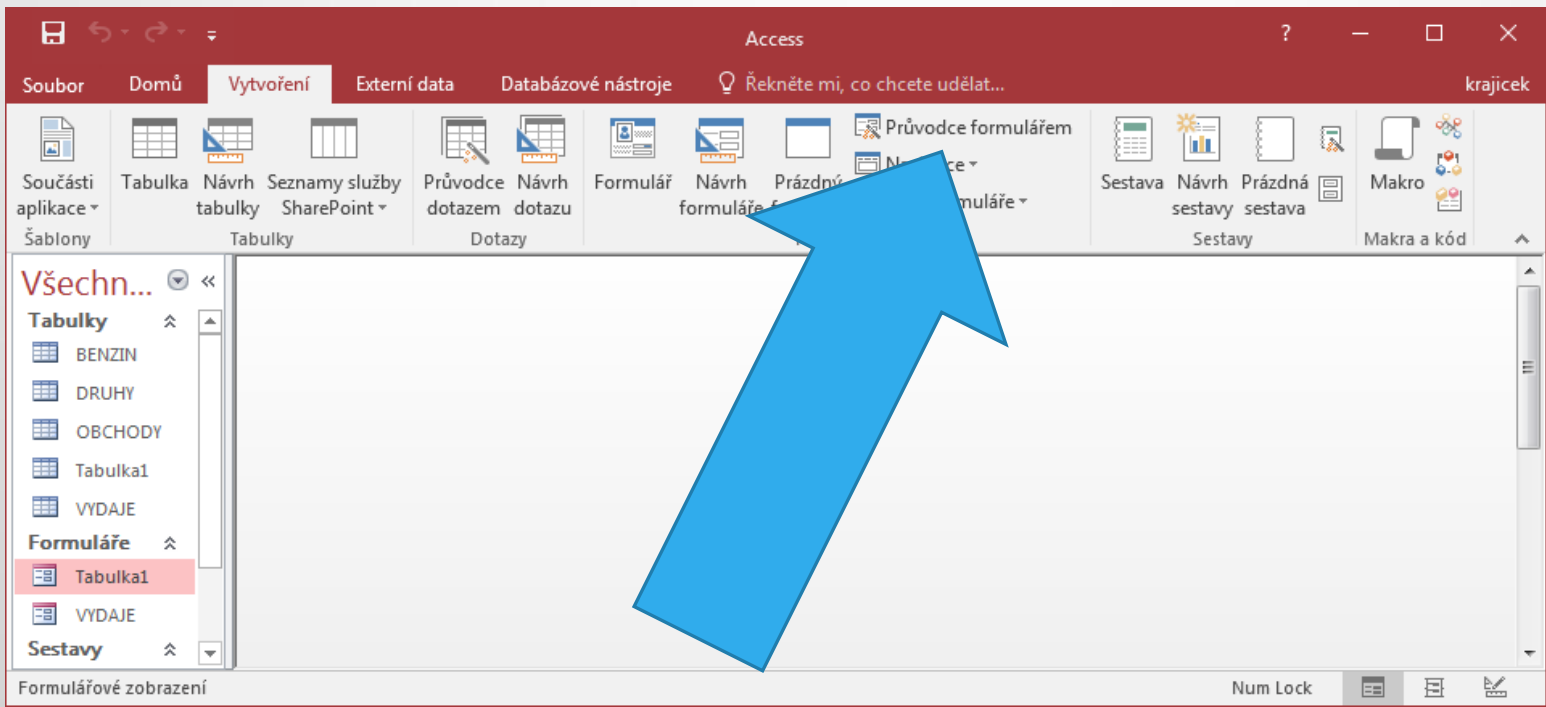 Access
?
Soubor Domů Vytvoření Externí data Databázové nástroje Řekněte mi, co chcete udělat... krajicek
Součásti aplikace
Tabulka
Návrh tabulky
Seznamy služby SharePoint
Průvodce dotazem
Návrh dotazu
Formulář
Návrh formuláře
Prázdný
Průvodce formulářem
Sestava
Návrh sestavy
Prázdná sestava
Makro
Šablony Tabulky Dotazy Sestavy Makra a kód
Všechn... «
Tabulky
BENZIN
DRUHY
OBCHODY
Tabulka1
VYDAJE
Formuláře
Tabulka1
VYDAJE
Sestavy
Formulářové zobrazení Num Lock